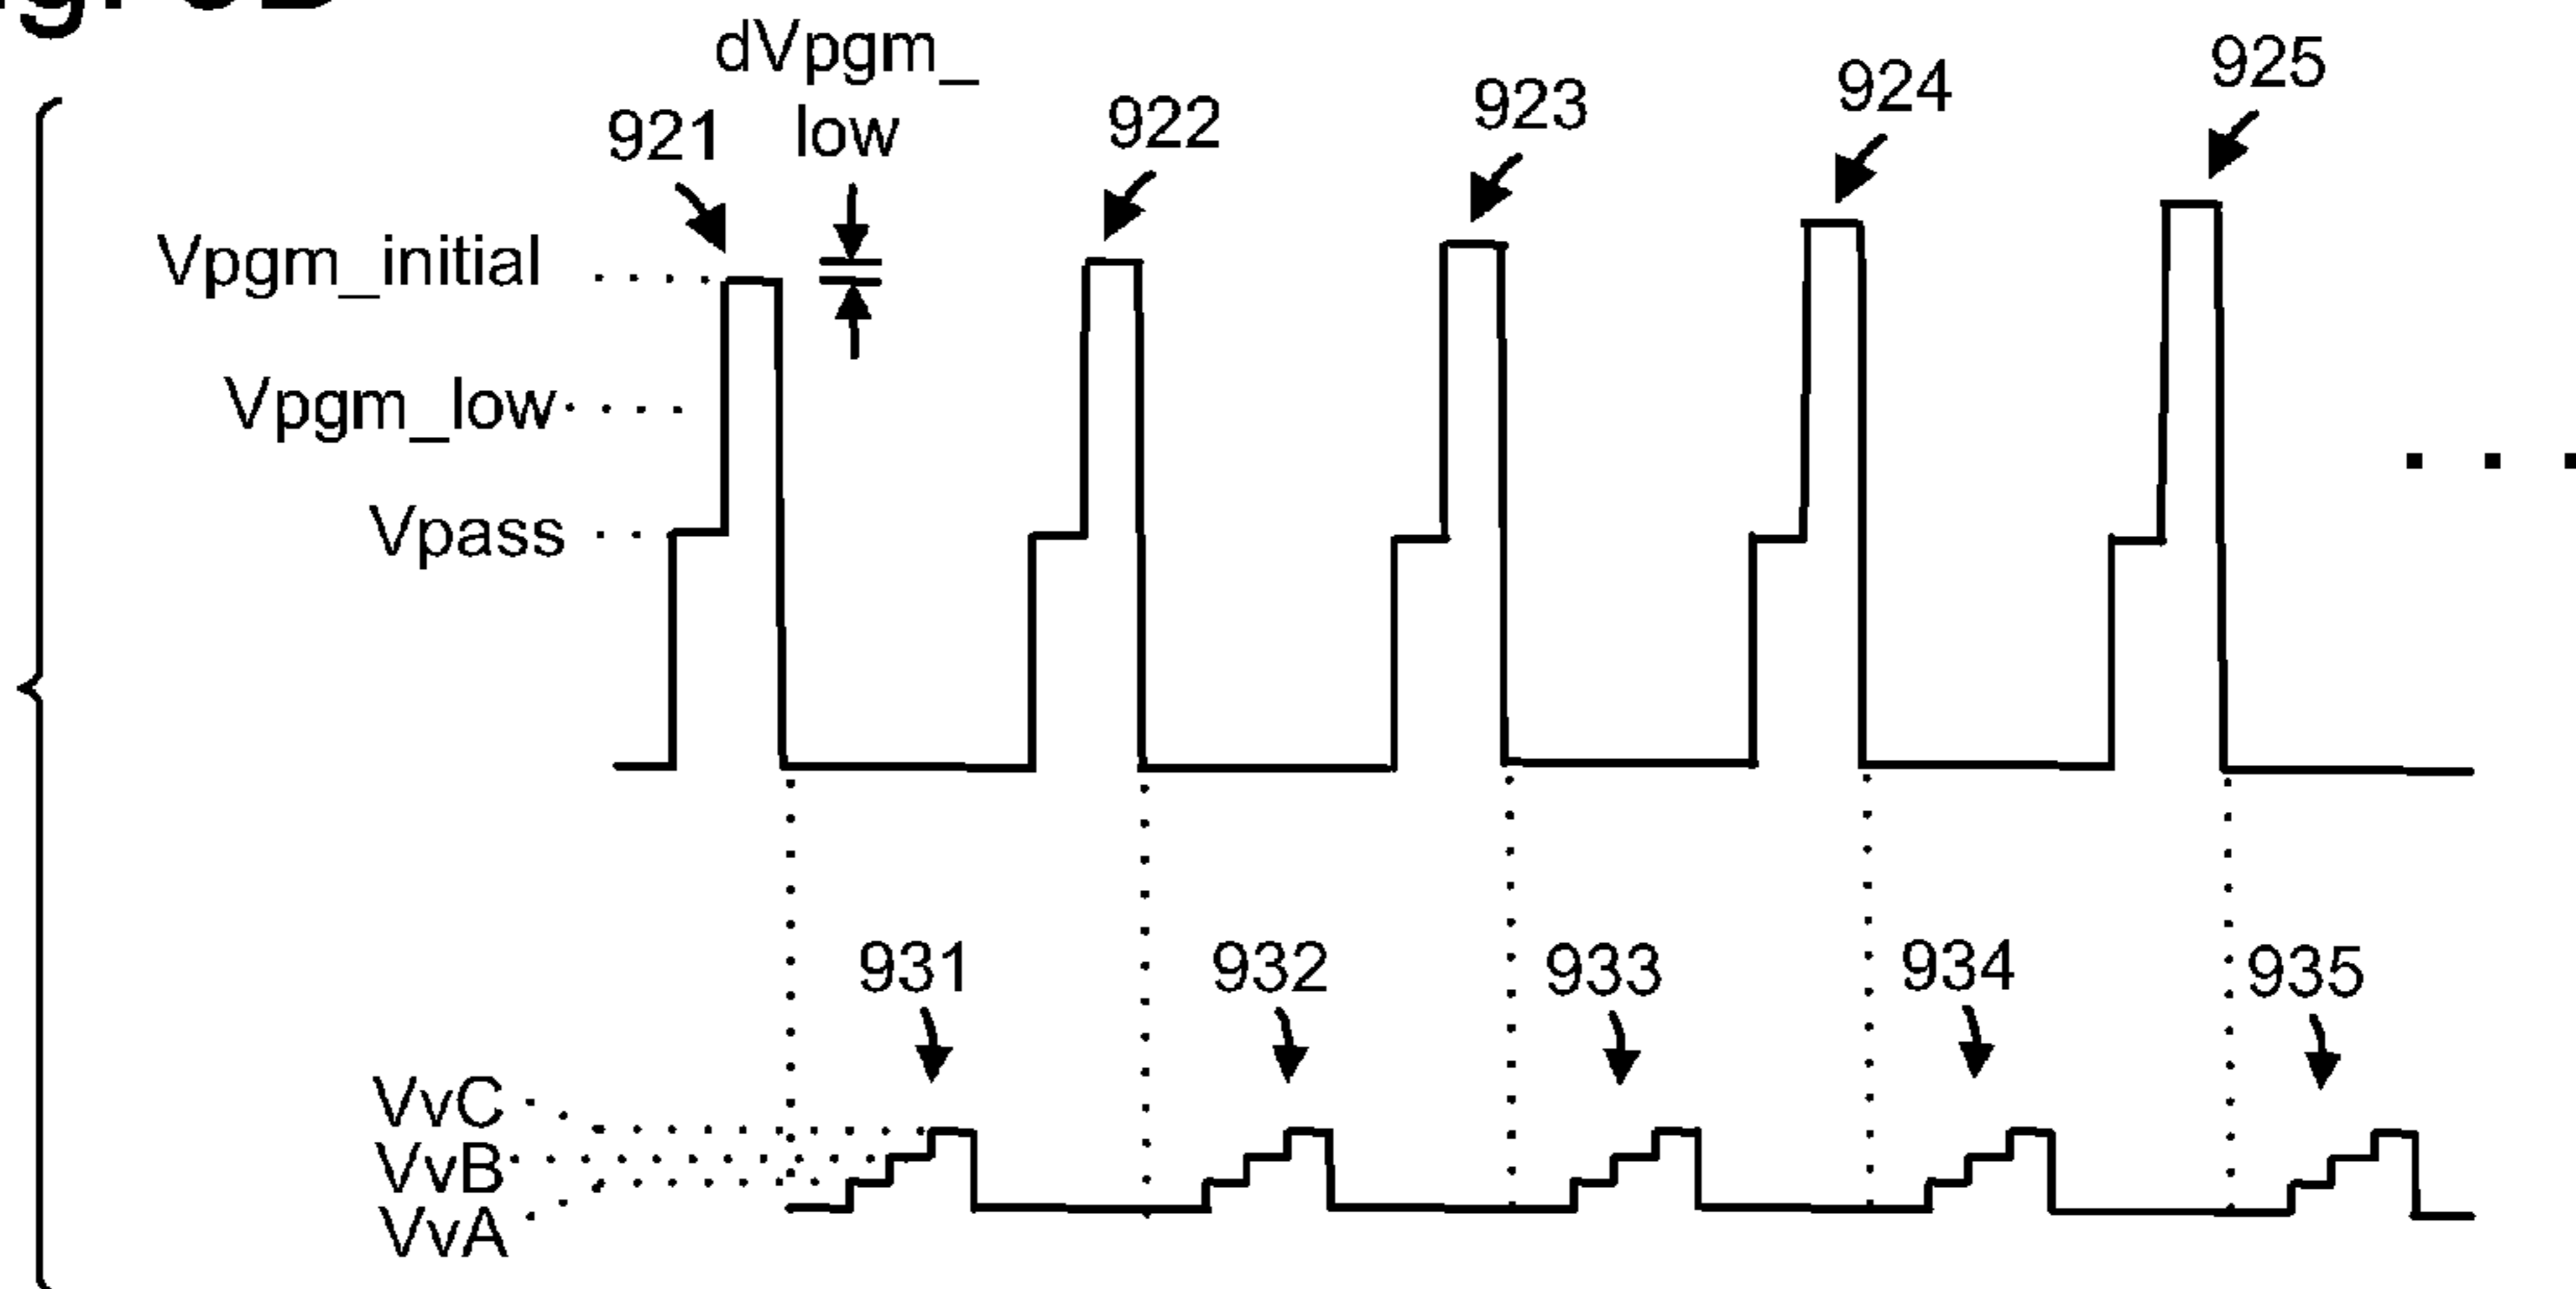 dVpgm_
low
921
922
923
924
925
Vpgm_initial
Vpgm_low
Vpass
931
932
933
934
935
VvC
VvB
VvA